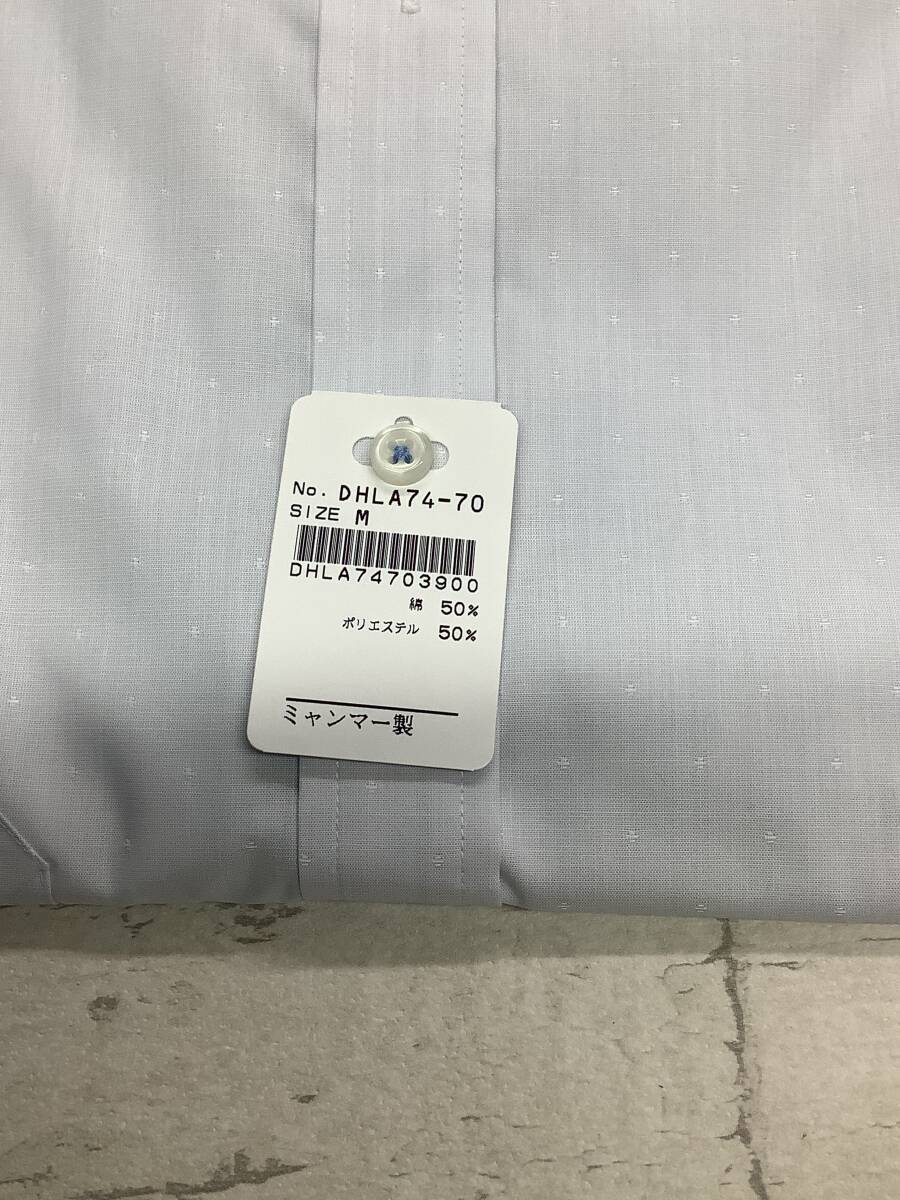 No. DHLA74-70
SIZE M
DHLA74703900
綿 50%
ポリエステル 50%
ミャンマー製